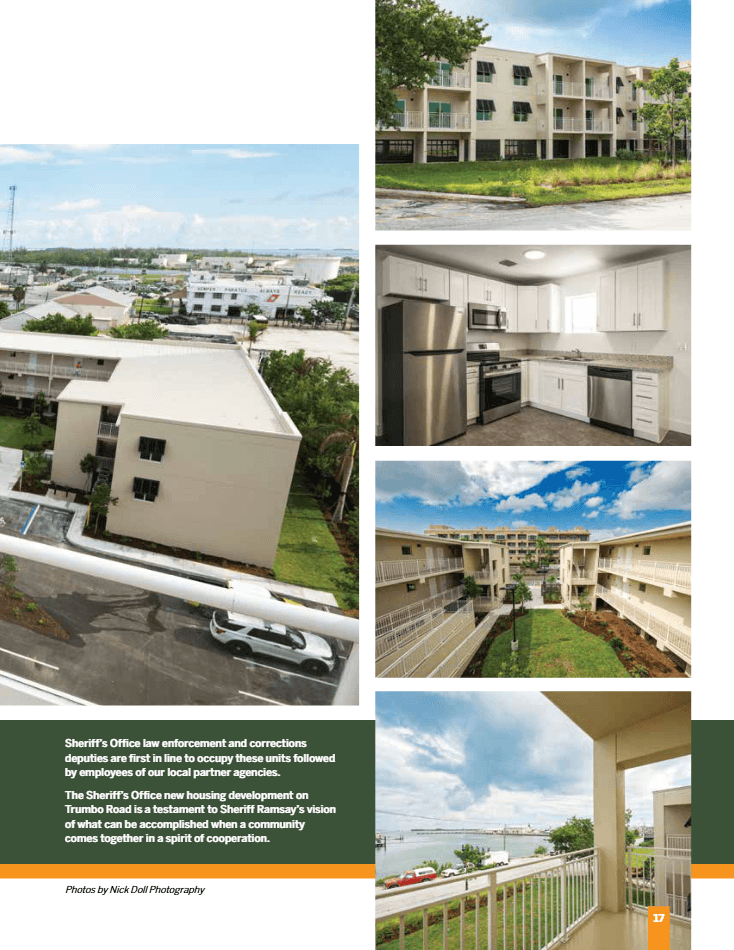 SEMPER PARATUS ALWAYS READY
Sheriff's Office law enforcement and corrections
deputies are first in line to occupy these units followed
by employees of our local partner agencies.
The Sheriff's Office new housing development on
Trumbo Road is a testament to Sheriff Ramsay's vision
of what can be accomplished when a community
comes together in a spirit of cooperation.
Photos by Nick Doll Photography
17